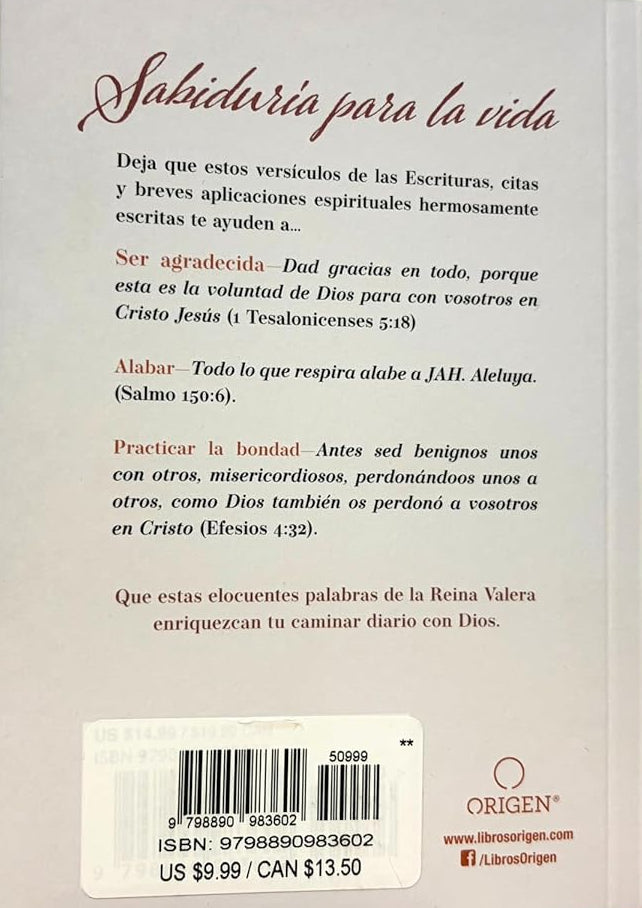 Sabiduría para la vida
Deja que estos versículos de las Escrituras, citas
y breves aplicaciones espirituales hermosamente
escritas te ayuden a...
Ser agradecida—Dad gracias en todo, porque
esta es la voluntad de Dios para con vosotros en
Cristo Jesús (1 Tesalonicenses 5:18)
Alabar—Todo lo que respira alabe a JAH. Aleluya.
(Salmo 150:6).
Practicar la bondad—Antes sed benignos unos
con otros, misericordiosos, perdonándoos unos a
otros, como Dios también os perdonó a vosotros
en Cristo (Efesios 4:32).
Que estas elocuentes palabras de la Reina Valera
enriquezcan tu caminar diario con Dios.
**
50999
9 798890 983602
ISBN: 9798890983602
US $9.99 / CAN $13.50
ORIGEN®
www.librosorigen.com
/LibrosOrigen